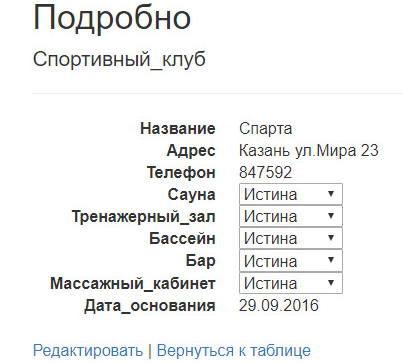 Подробно
Спортивный_клуб
Название Спарта
Адрес Казань ул.Мира 23
Телефон 847592
Сауна Истина
Тренажерный_зал Истина
Бассейн Истина
Бар Истина
Массажный_кабинет Истина
Дата_основания 29.09.2016
Редактировать | Вернуться к таблице